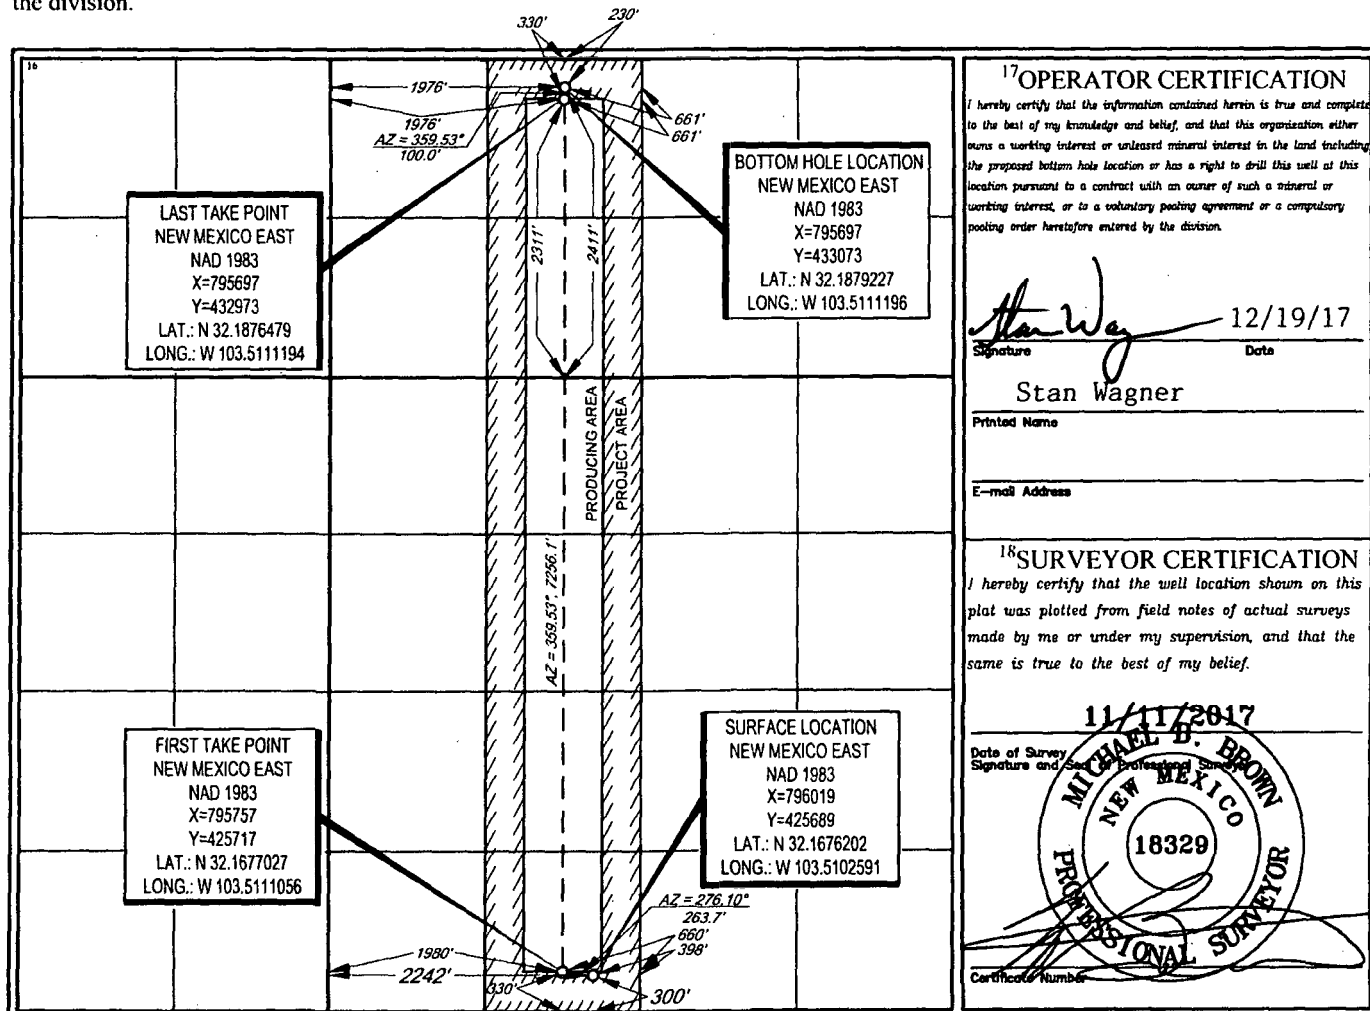 the division.
330'
230'
16
1976'
1976'
AZ = 359.53°
100.0'
661'
661'
2311'
2411'
LAST TAKE POINT
NEW MEXICO EAST
NAD 1983
X=795697
Y=432973
LAT.: N 32.1876479
LONG.: W 103.5111194
BOTTOM HOLE LOCATION
NEW MEXICO EAST
NAD 1983
X=795697
Y=433073
LAT.: N 32.1879227
LONG.: W 103.5111196
PRODUCING AREA
PROJECT AREA
AZ = 359.53°, 7256.1'
FIRST TAKE POINT
NEW MEXICO EAST
NAD 1983
X=795757
Y=425717
LAT.: N 32.1677027
LONG.: W 103.5111056
SURFACE LOCATION
NEW MEXICO EAST
NAD 1983
X=796019
Y=425689
LAT.: N 32.1676202
LONG.: W 103.5102591
AZ = 276.10°
263.7'
660'
398'
1980'
2242'
330'
300'
17 OPERATOR CERTIFICATION
I hereby certify that the information contained herein is true and complete
to the best of my knowledge and belief, and that this organization either
owns a working interest or unleased mineral interest in the land including
the proposed bottom hole location or has a right to drill this well at this
location pursuant to a contract with an owner of such a mineral or
working interest, or to a voluntary pooling agreement or a compulsory
pooling order heretofore entered by the division.
Stan Wag
12/19/17
Signature
Date
Stan Wagner
Printed Name
E-mail Address
18 SURVEYOR CERTIFICATION
I hereby certify that the well location shown on this
plat was plotted from field notes of actual surveys
made by me or under my supervision, and that the
same is true to the best of my belief.
11/11/2017
Date of Survey
Signature and Seal of Professional Surveyor
MICHAEL D. BROWN
NEW MEXICO
18329
PROFESSIONAL SURVEYOR
Certificate Number